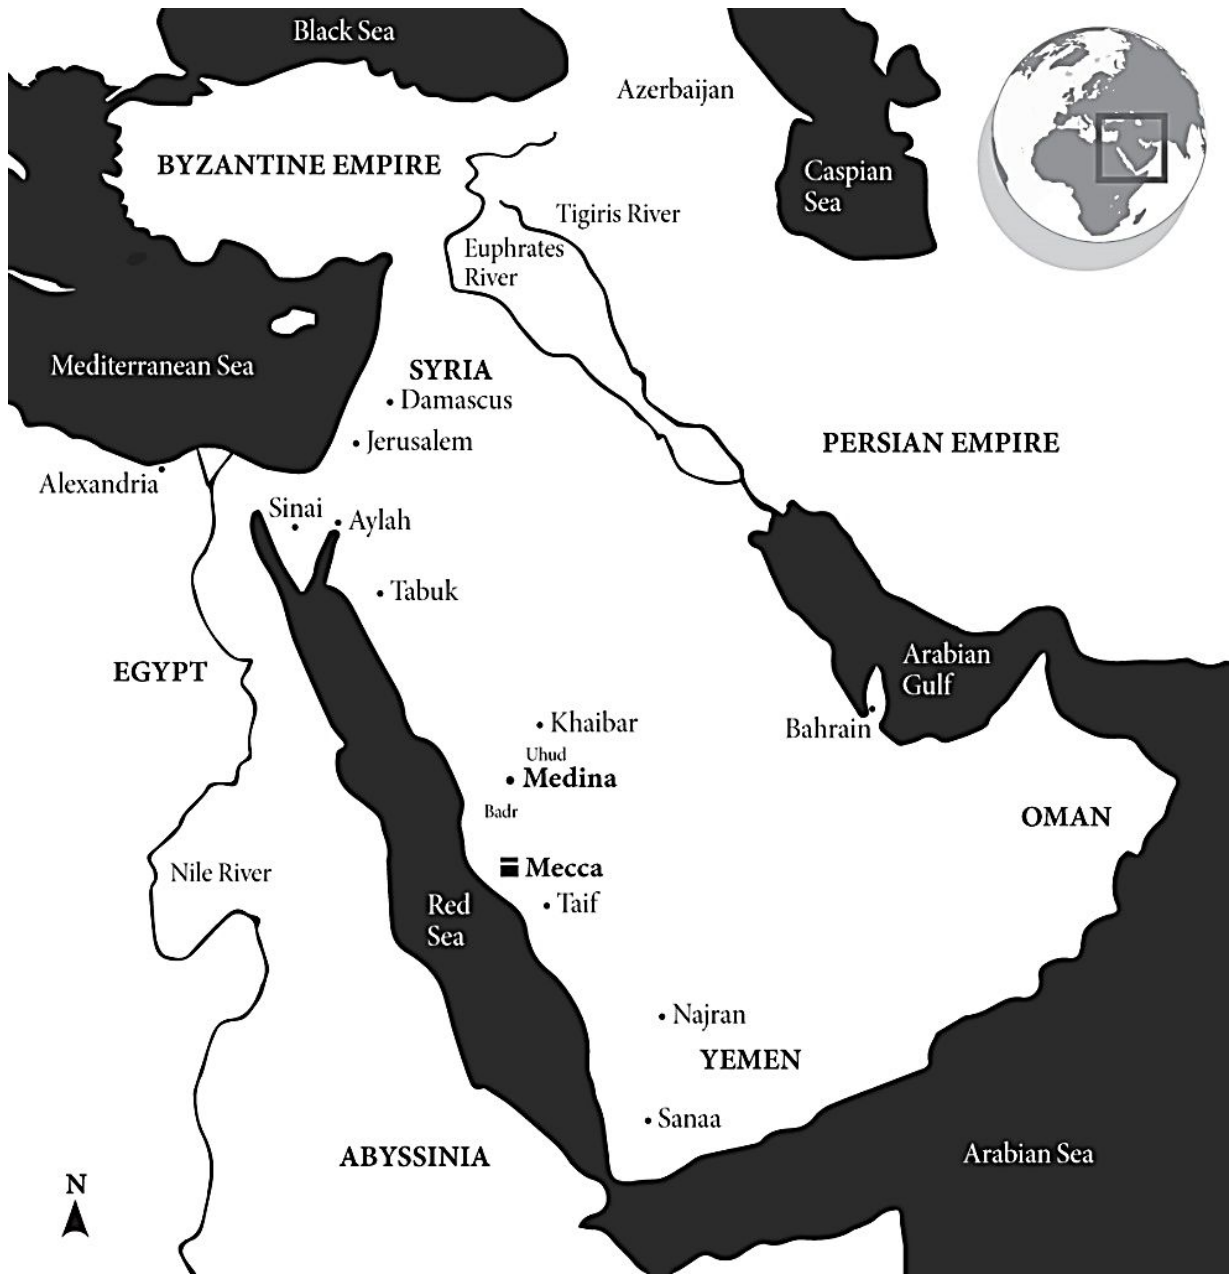 Black Sea
Azerbaijan
BYZANTINE EMPIRE
Caspian
Sea
Tigiris River
Euphrates
River
Mediterranean Sea
SYRIA
Damascus
Jerusalem
PERSIAN EMPIRE
Alexandria
Sinai
Aylah
Tabuk
EGYPT
Arabian
Gulf
Khaibar
Bahrain
Uhud
Medina
Badr
OMAN
Nile River
Mecca
Taif
Red
Sea
Najran
YEMEN
Sanaa
ABYSSINIA
Arabian Sea
N